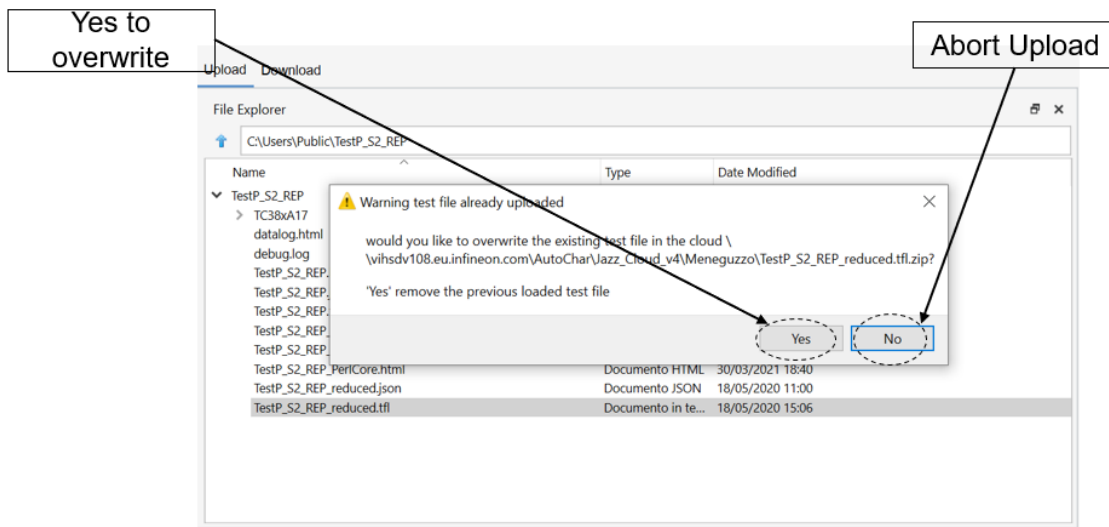 Yes to
overwrite
Abort Upload
Upload Download
File Explorer
C:\Users\Public\TestP_S2_REP
Name Type Date Modified
TestP_S2_REP
TC38xA17
datalog.html
debug.log
TestP_S2_REP.
TestP_S2_REP_
TestP_S2_REP.
TestP_S2_REP_
TestP_S2_REP_
Warning test file already uploaded
would you like to overwrite the existing test file in the cloud \
\vihsdv108.eu.infineon.com\AutoChar\Jazz_Cloud_v4\Meneguzzo\TestP_S2_REP_reduced.tfl.zip?
'Yes' remove the previous loaded test file
Yes No
TestP_S2_REP_PerlCore.html Documento HTML 30/03/2021 18:40
TestP_S2_REP_reduced.json Documento JSON 18/05/2020 11:00
TestP_S2_REP_reduced.tfl Documento in te... 18/05/2020 15:06